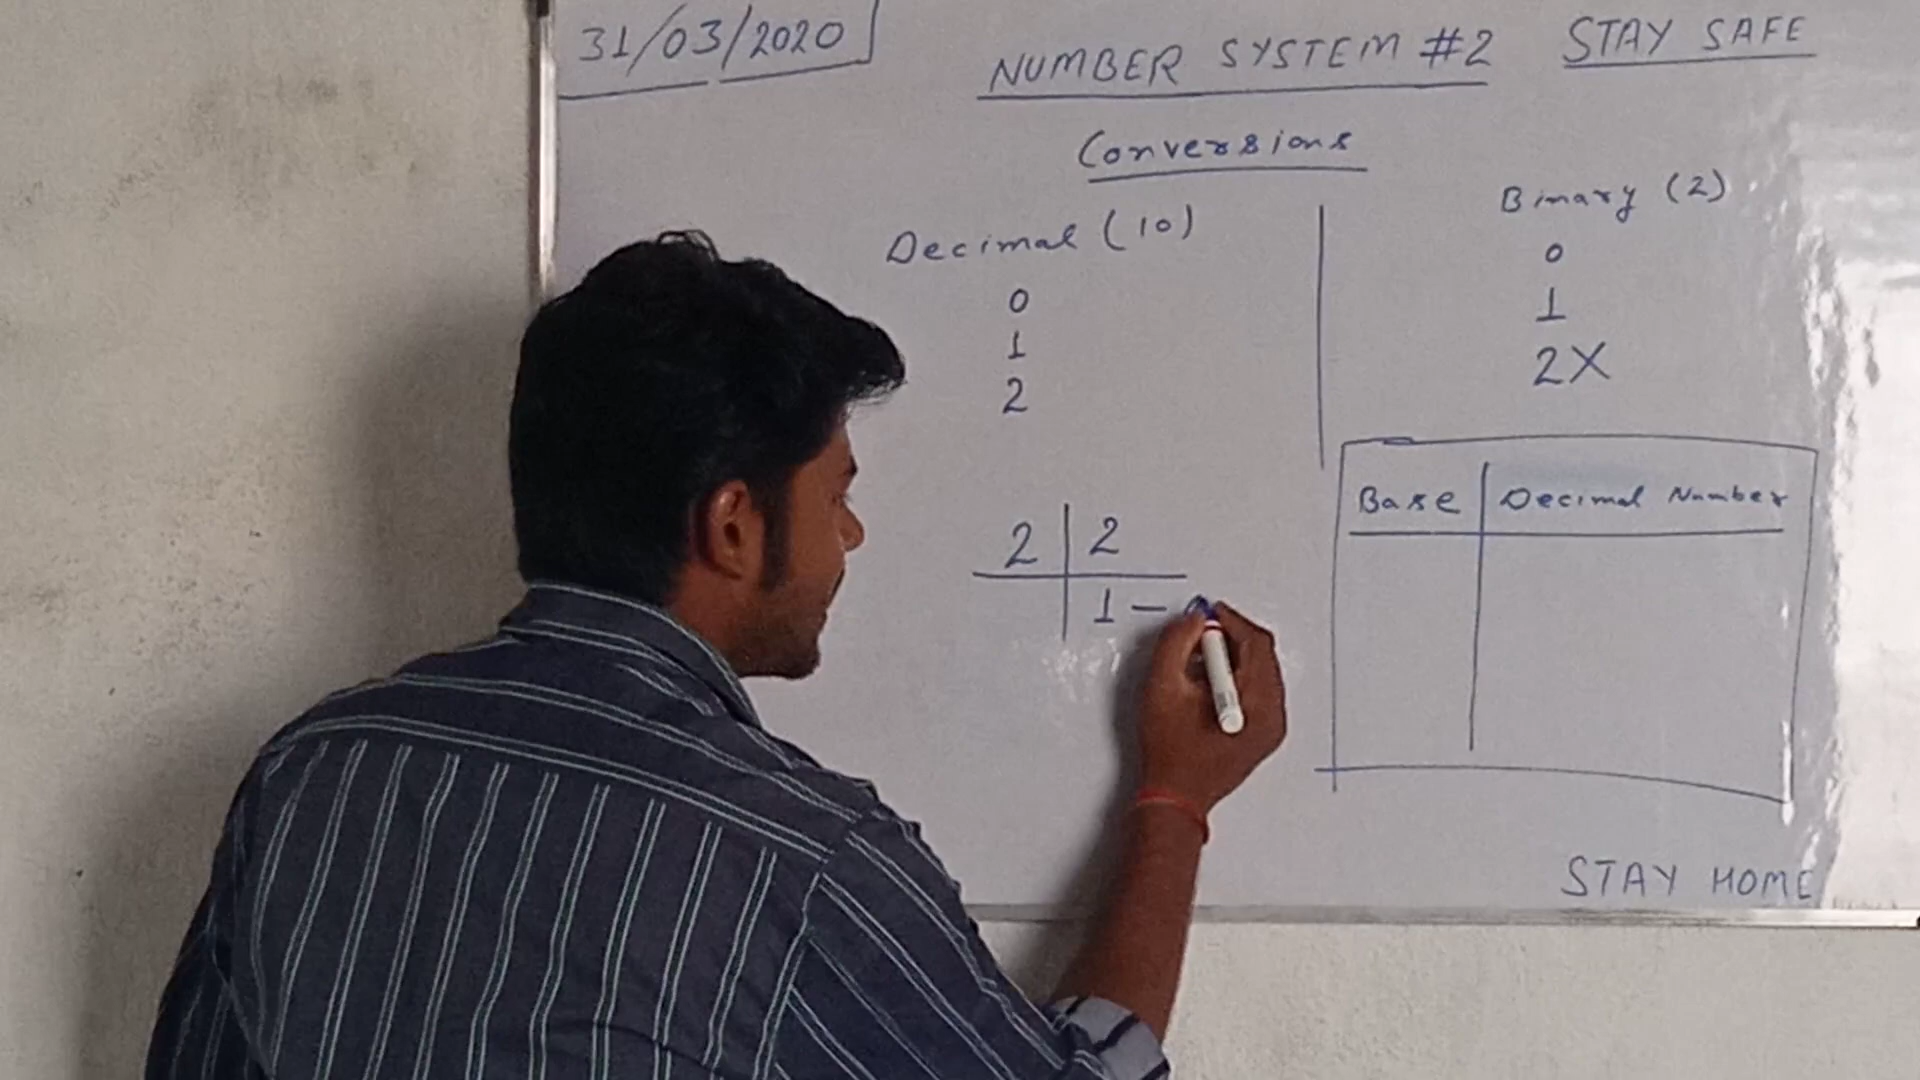 31/03/2020
NUMBER SYSTEM #2
STAY SAFE
Conversions
Decimal (10)
0
1
2
Binary (2)
0
1
2X
2 | 2
1 -
Base | Decimal Number
STAY HOME